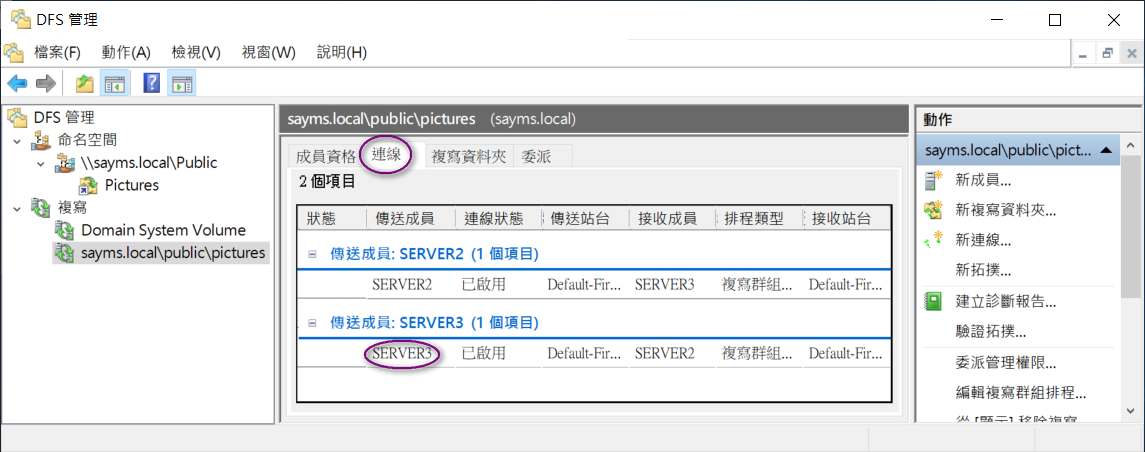 DFS 管理
檔案(F) 動作(A) 檢視(V) 視窗(W) 說明(H)
DFS 管理
命名空間
\\sayms.local\Public
Pictures
複寫
Domain System Volume
sayms.local\public\pictures
sayms.local\public\pictures (sayms.local)
成員資格 連線 複寫資料夾 委派
2 個項目
狀態 傳送成員 連線狀態 傳送站台 接收成員 排程類型 接收站台
傳送成員: SERVER2 (1 個項目)
SERVER2 已啟用 Default-Fir... SERVER3 複寫群組... Default-Fir...
傳送成員: SERVER3 (1 個項目)
SERVER3 已啟用 Default-Fir... SERVER2 複寫群組... Default-Fir...
動作
sayms.local\public\pict...
新成員...
新複寫資料夾...
新連線...
新拓撲...
建立診斷報告...
驗證拓撲...
委派管理權限...
編輯複寫群組排程...
從 [顯示] 移除複寫